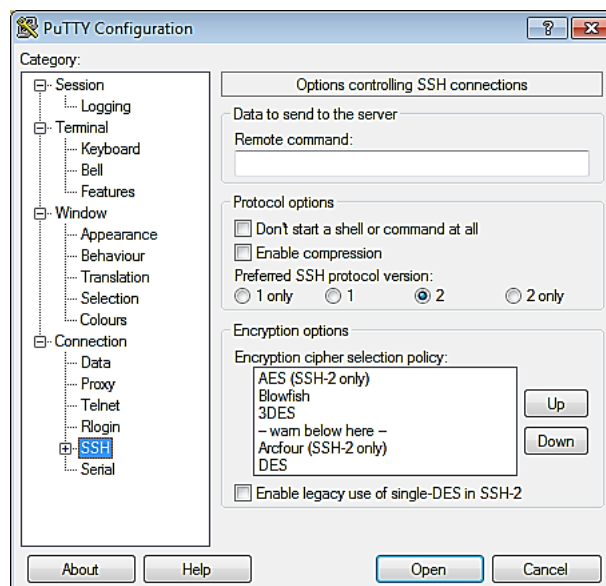 PuTTY Configuration
Category:
Session
Logging
Terminal
Keyboard
Bell
Features
Window
Appearance
Behaviour
Translation
Selection
Colours
Connection
Data
Proxy
Telnet
Rlogin
SSH
Serial
Options controlling SSH connections
Data to send to the server
Remote command:
Protocol options
Don't start a shell or command at all
Enable compression
Preferred SSH protocol version:
1 only 1 2 2 only
Encryption options
Encryption cipher selection policy:
AES (SSH-2 only)
Blowfish
3DES
-- warn below here --
Arcfour (SSH-2 only)
DES
Up
Down
Enable legacy use of single-DES in SSH-2
About Help Open Cancel